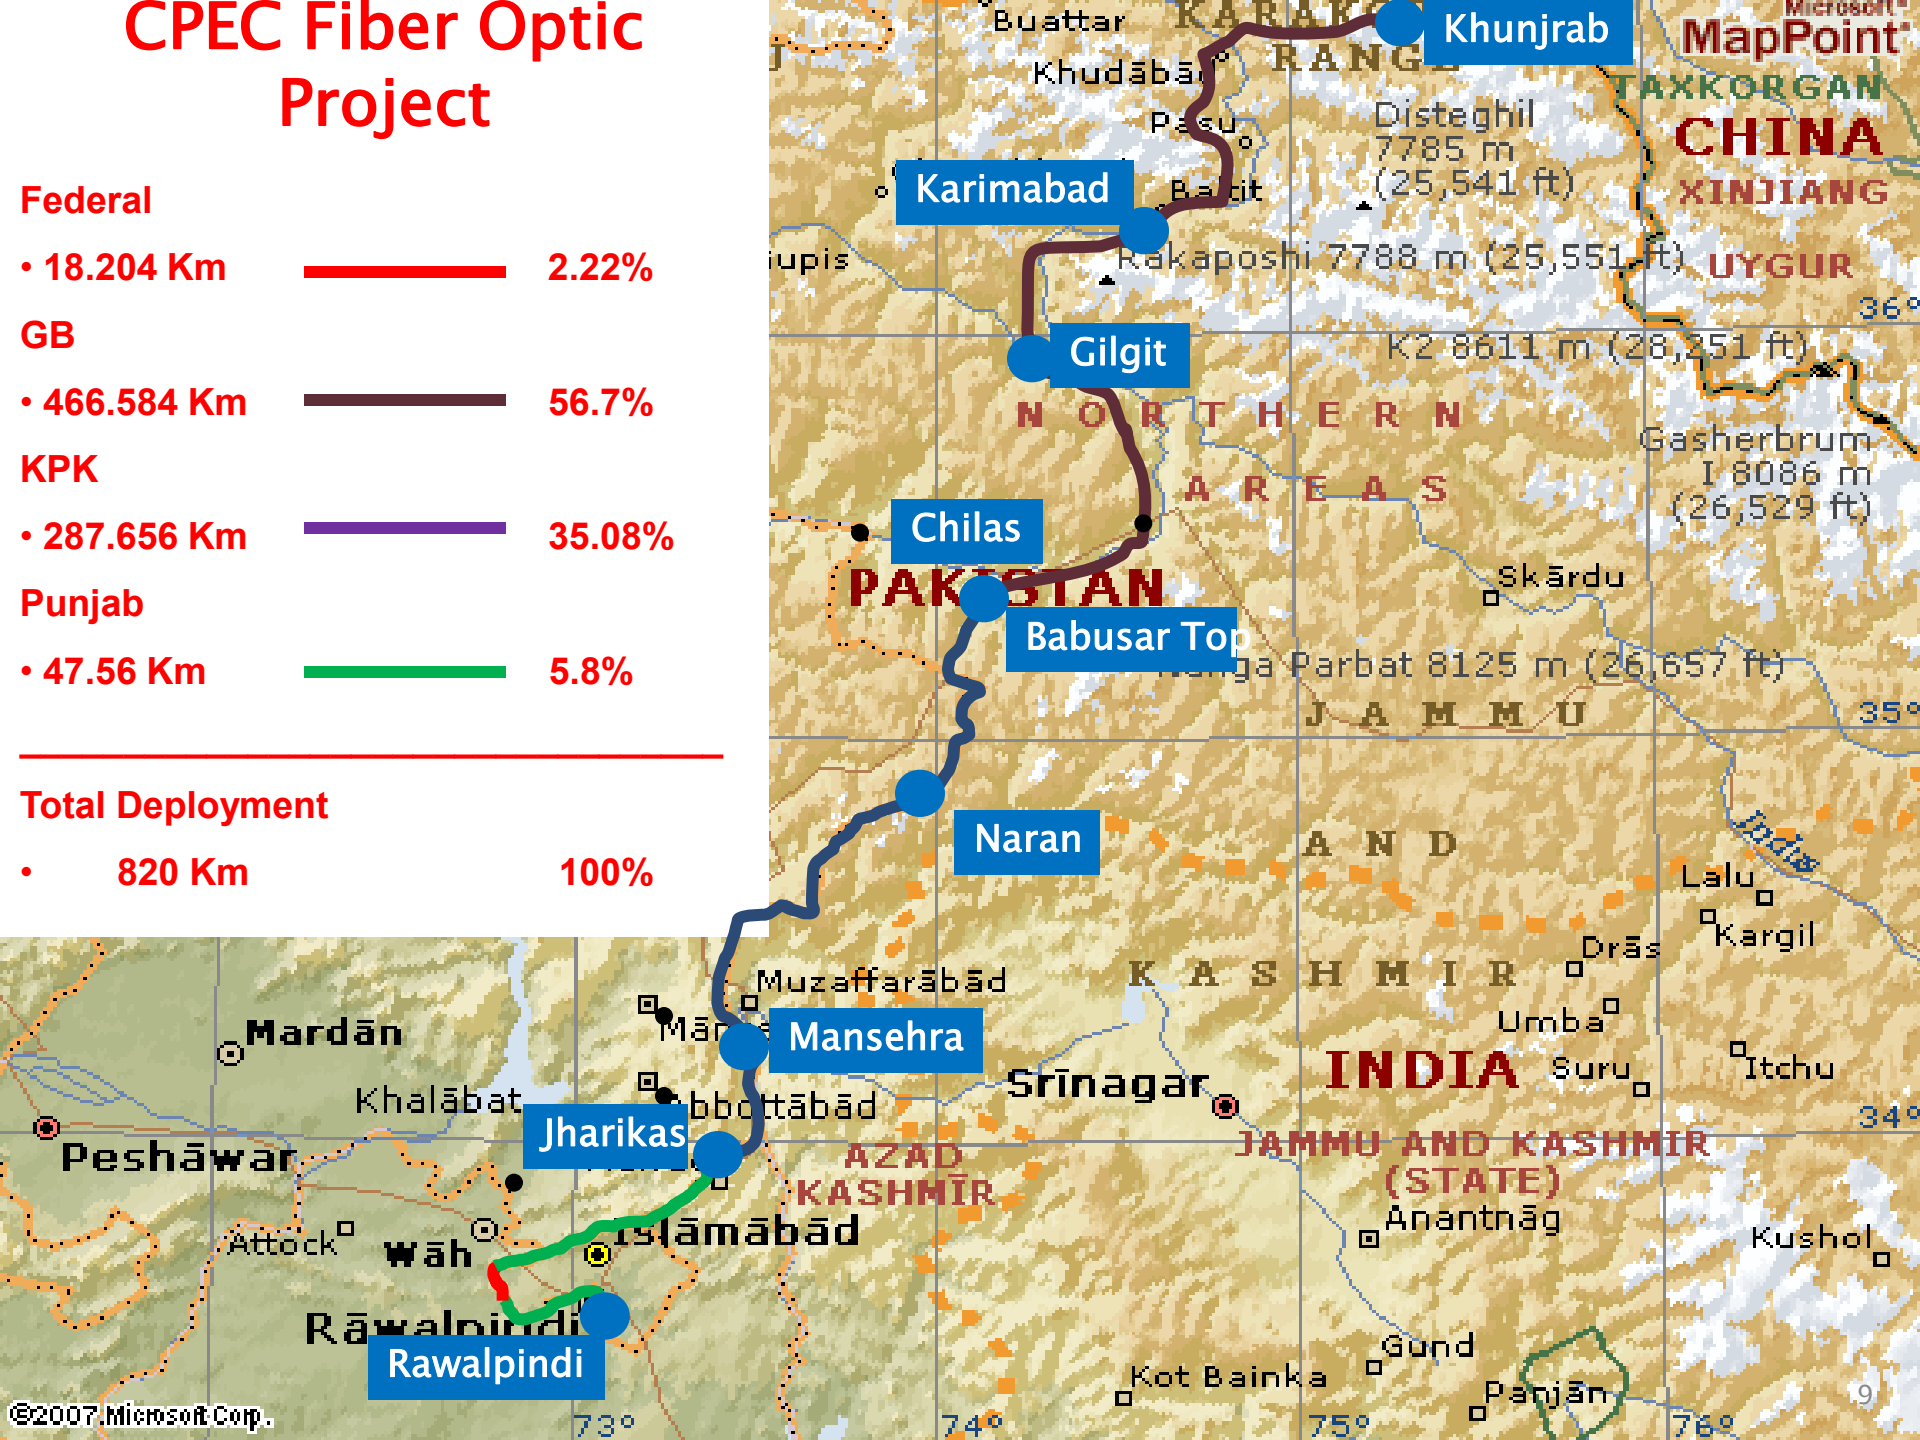 CPEC Fiber Optic
Project
Federal
• 18.204 Km 2.22%
GB
• 466.584 Km 56.7%
KPK
• 287.656 Km 35.08%
Punjab
• 47.56 Km 5.8%
Total Deployment
• 820 Km 100%
Buattar
RANGE
Khunjrab
Microsoft
MapPoint
Khudābād
TAXKORGAN
Pasu
Disteghil
7785 m
(25,541 ft)
CHINA
XINJIANG
UYGUR
Karimabad
Baltit
Rakaposhi 7788 m (25,551 ft)
36°
Gilgit
K2 8611 m (28,251 ft)
NORTHERN
AREAS
Gasherbrum
I 8086 m
(26,529 ft)
Chilas
PAKISTAN
Skārdu
Babusar Top
Parbat 8125 m (26,657 ft)
JAMMU
35°
Naran
AND
Indus
Lalu
Kargil
Drās
KASHMIR
Muzaffarābād
Umba
Mardān
Mansehra
INDIA
Suru
Itchu
Srīnagar
Khalābat
Abbottābād
34°
Jharikas
Peshāwar
AZAD
KASHMĪR
JAMMU AND KASHMIR
(STATE)
Anantnāg
Attock
Wāh
Islāmābād
Kushol
Rāwalpindi
Rawalpindi
Gund
Kot Bainka
Panjān
9
©2007 Microsoft Corp.
73°
74°
75°
76°